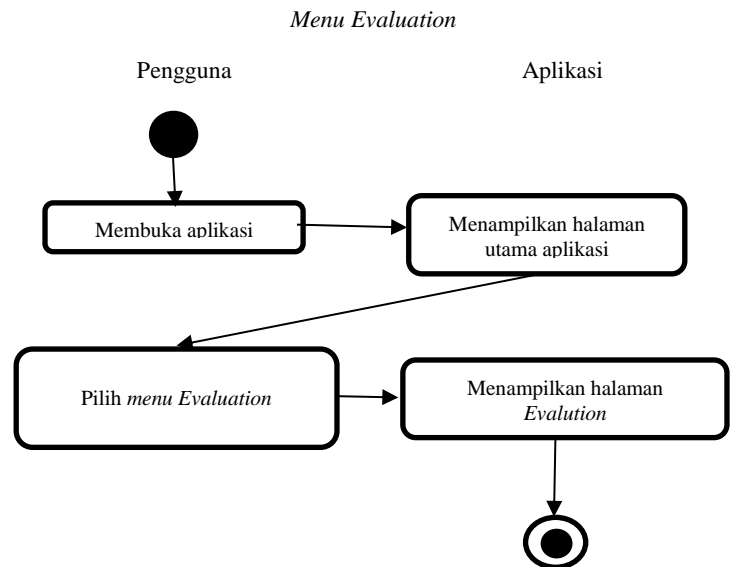 Menu Evaluation
Pengguna
Aplikasi
Membuka aplikasi
Menampilkan halaman
utama aplikasi
Pilih menu Evaluation
Menampilkan halaman
Evalution